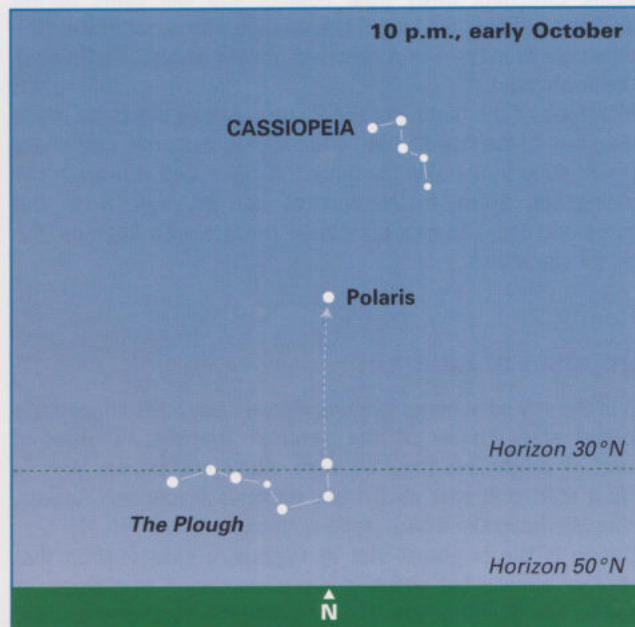 10 p.m., early October
CASSIOPEIA
Polaris
Horizon 30°N
The Plough
Horizon 50°N
N